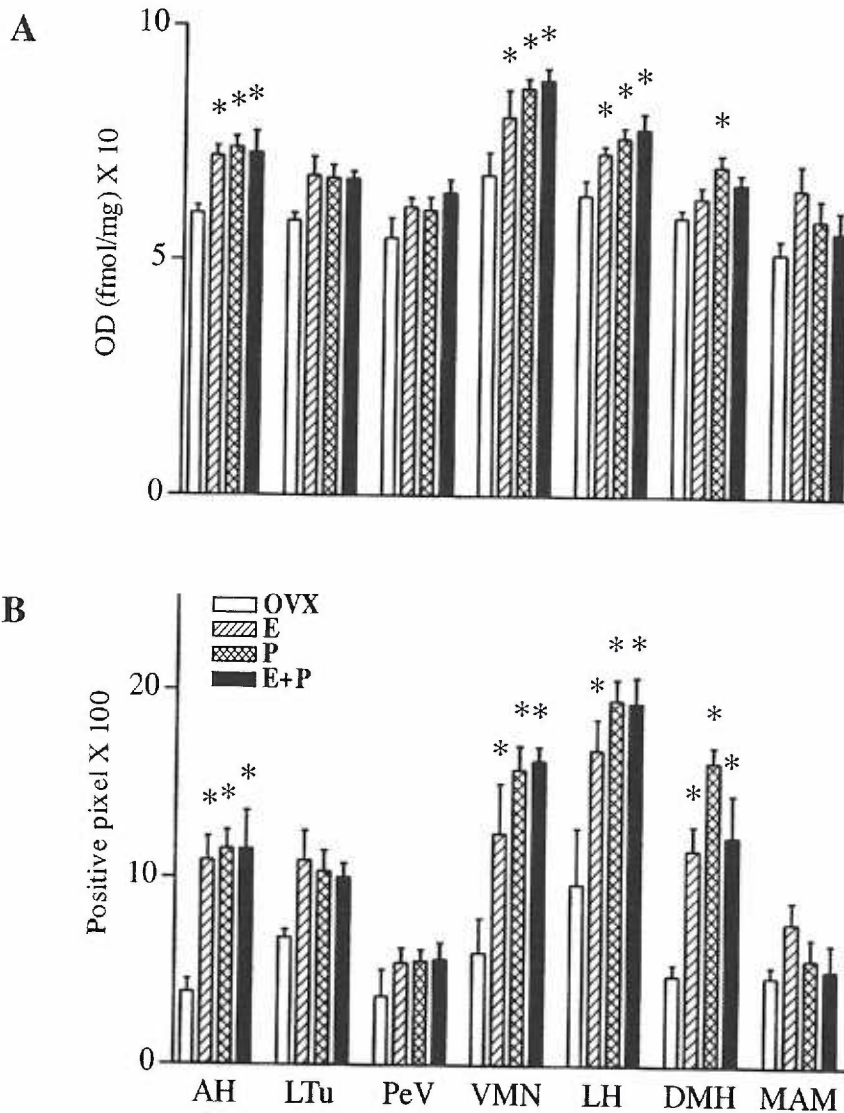 A
10
* * *
* * *
* * *
*
OD (fmol/mg) X 10
5
0
B
OVX
E
P
E+P
20
* * *
* * *
* * *
* * *
Positive pixel X 100
10
0
AH LTu PeV VMN LH DMH MAM